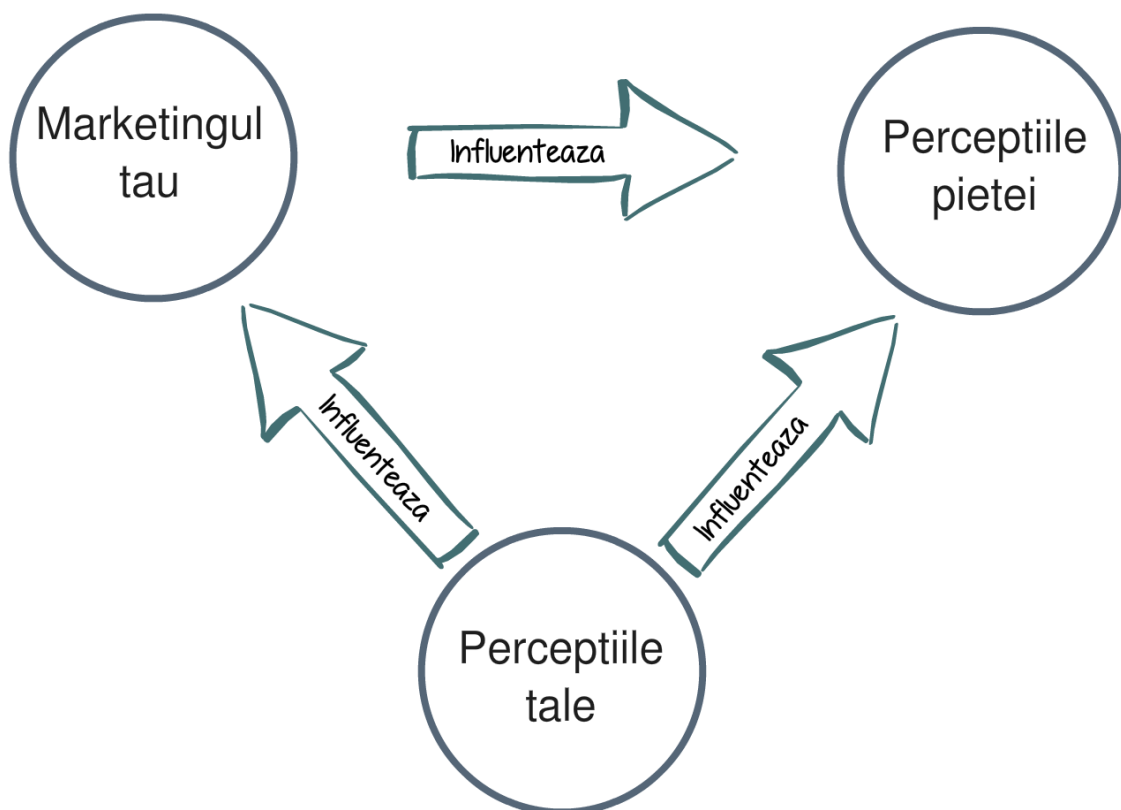 Marketingul
tau
Influenteaza
Perceptiile
pietei
Influenteaza
Influenteaza
Perceptiile
tale